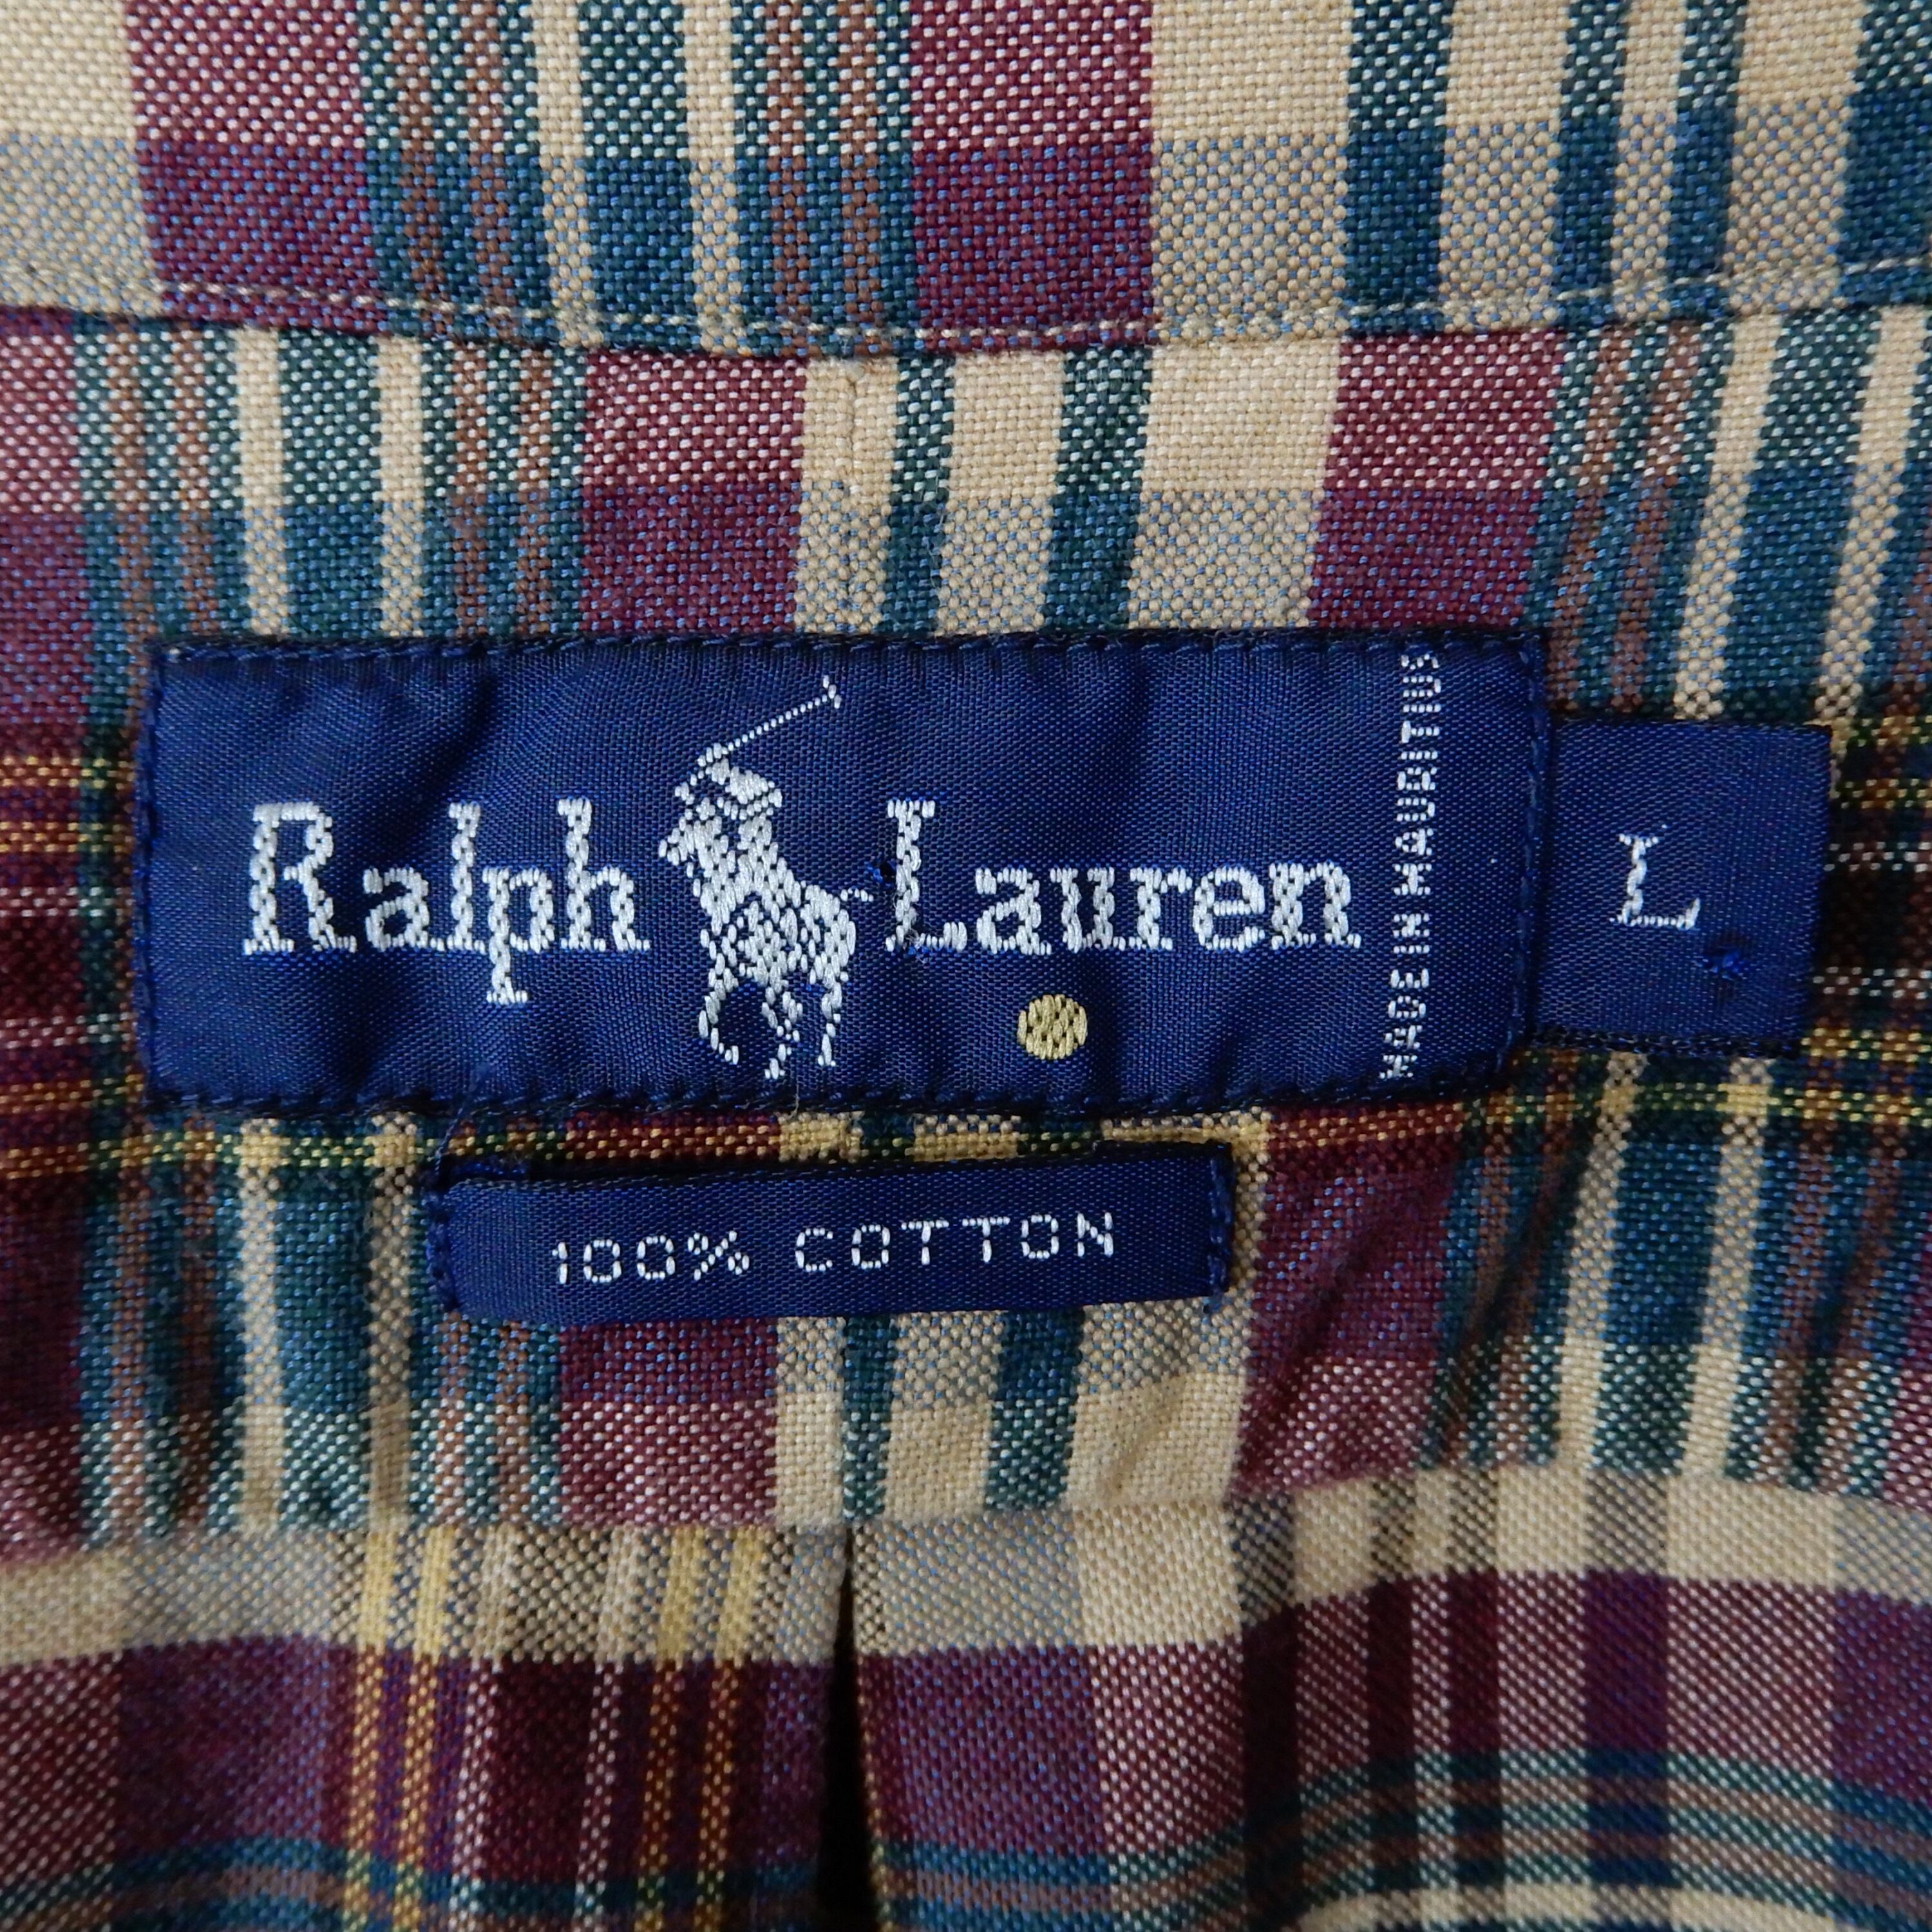 Ralph Lauren
MADE IN MAURITIUS
L
100% COTTON